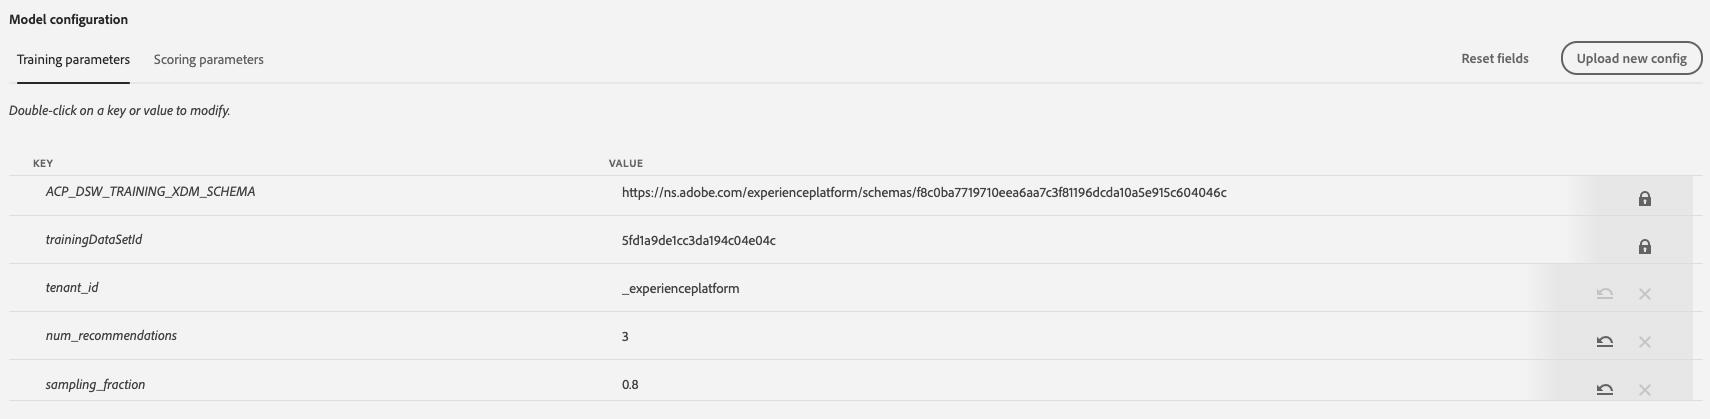 Model configuration
Training parameters Scoring parameters Reset fields Upload new config
Double-click on a key or value to modify.
KEY VALUE
ACP_DSW_TRAINING_XDM_SCHEMA https://ns.adobe.com/experienceplatform/schemas/f8c0ba7719710eea6aa7c3f81196dcda10a5e915c604046c
trainingDataSetId 5fd1a9de1cc3da194c04e04c
tenant_id _experienceplatform
num_recommendations 3
sampling_fraction 0.8